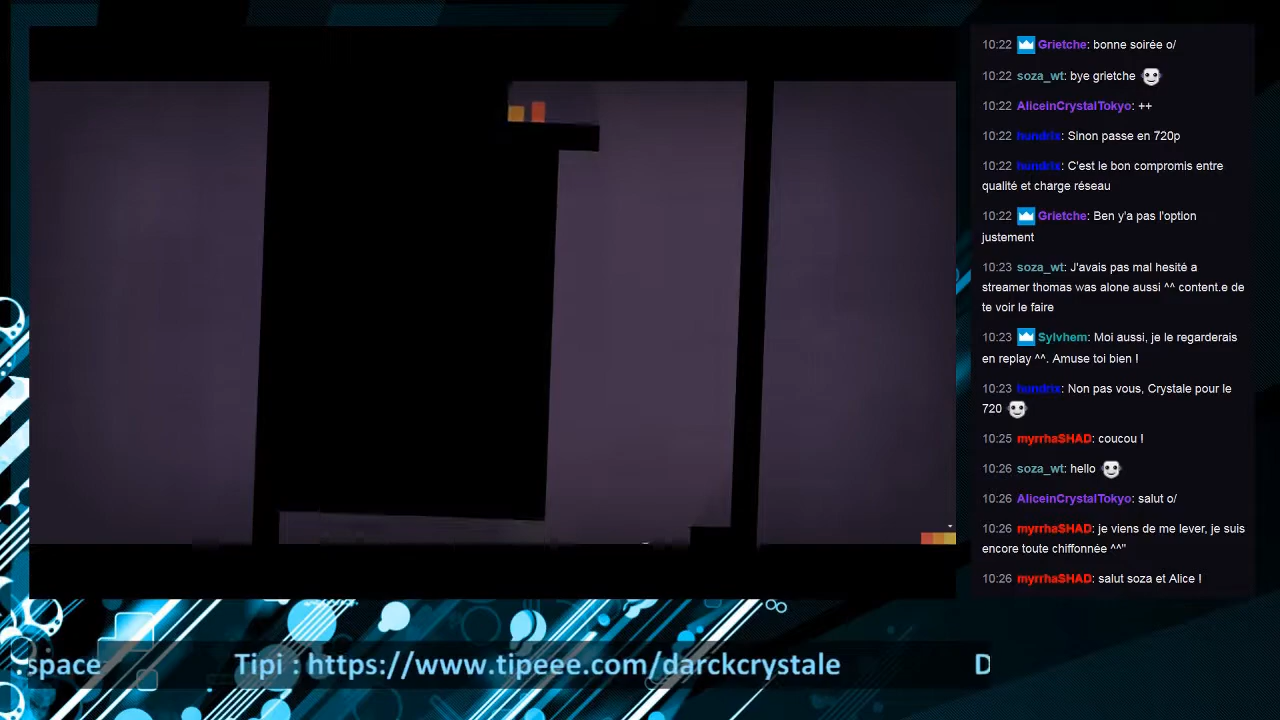 10:22 Grietche: bonne soirée o/
10:22 soza_wt: bye grietche
10:22 AliceinCrystalTokyo: ++
10:22 hundris: Sinon passe en 720p
10:22 hundris: C'est le bon compromis entre
qualité et charge réseau
10:22 Grietche: Ben y'a pas l'option
justement
10:23 soza_wt: J'avais pas mal hesité a
streamer thomas was alone aussi ^^ content.e de
te voir le faire
10:23 Sylvhem: Moi aussi, je le regarderais
en replay ^^. Amuse toi bien !
10:23 hundris: Non pas vous, Crystale pour le
720
10:25 myrrhaSHAD: coucou !
10:26 soza_wt: hello
10:26 AliceinCrystalTokyo: salut o/
10:26 myrrhaSHAD: je viens de me lever, je suis
encore toute chiffonnée ^^"
10:26 myrrhaSHAD: salut soza et Alice !
space Tipi : https://www.tipeee.com/darckcrystale D